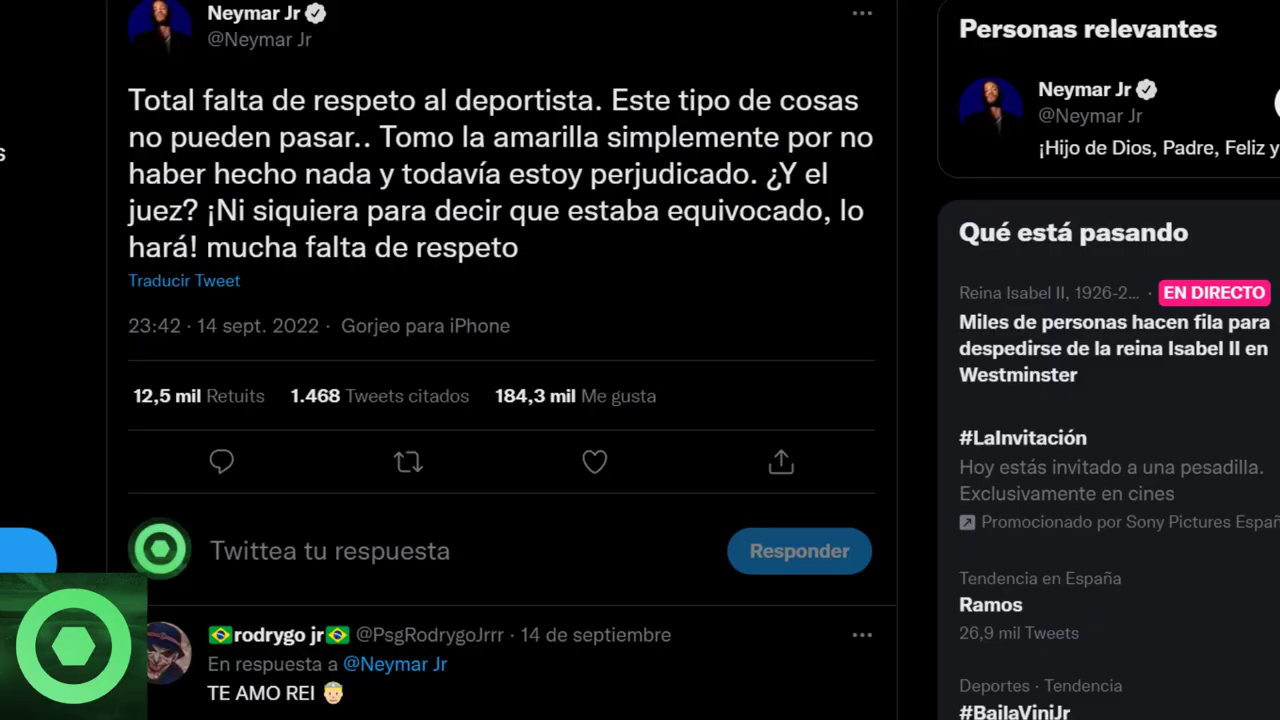 Neymar Jr
@Neymar Jr
Total falta de respeto al deportista. Este tipo de cosas
no pueden pasar.. Tomo la amarilla simplemente por no
haber hecho nada y todavía estoy perjudicado. ¿Y el
juez? ¡Ni siquiera para decir que estaba equivocado, lo
hará! mucha falta de respeto
Traducir Tweet
23:42 · 14 sept. 2022 · Gorjeo para iPhone
12,5 mil Retuits 1.468 Tweets citados 184,3 mil Me gusta
Twittea tu respuesta
Responder
rodrygo jr @PsgRodrygoJrrr · 14 de septiembre
En respuesta a @Neymar Jr
TE AMO REI
Personas relevantes
Neymar Jr
@Neymar Jr
¡Hijo de Dios, Padre, Feliz y
Qué está pasando
Reina Isabel II, 1926-2... · EN DIRECTO
Miles de personas hacen fila para
despedirse de la reina Isabel II en
Westminster
#LaInvitación
Hoy estás invitado a una pesadilla.
Exclusivamente en cines
Promocionado por Sony Pictures Españ
Tendencia en España
Ramos
26,9 mil Tweets
Deportes · Tendencia
#BailaViniJr